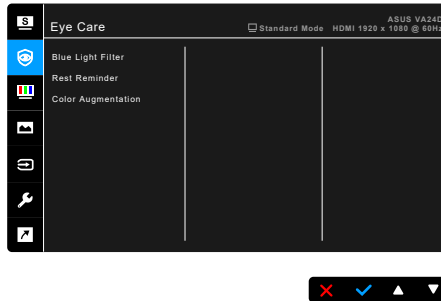 S
Eye Care
ASUS VA24D
Standard Mode HDMI 1920 x 1080 @ 60Hz
Blue Light Filter
Rest Reminder
Color Augmentation